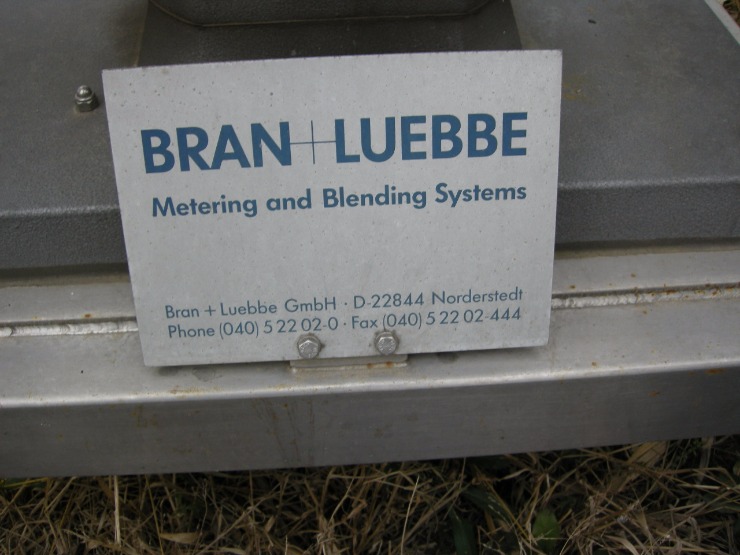 BRAN+LUEBBE
Metering and Blending Systems
Bran + Luebbe GmbH · D-22844 Norderstedt
Phone (040) 5 22 02-0 · Fax (040) 5 22 02-444